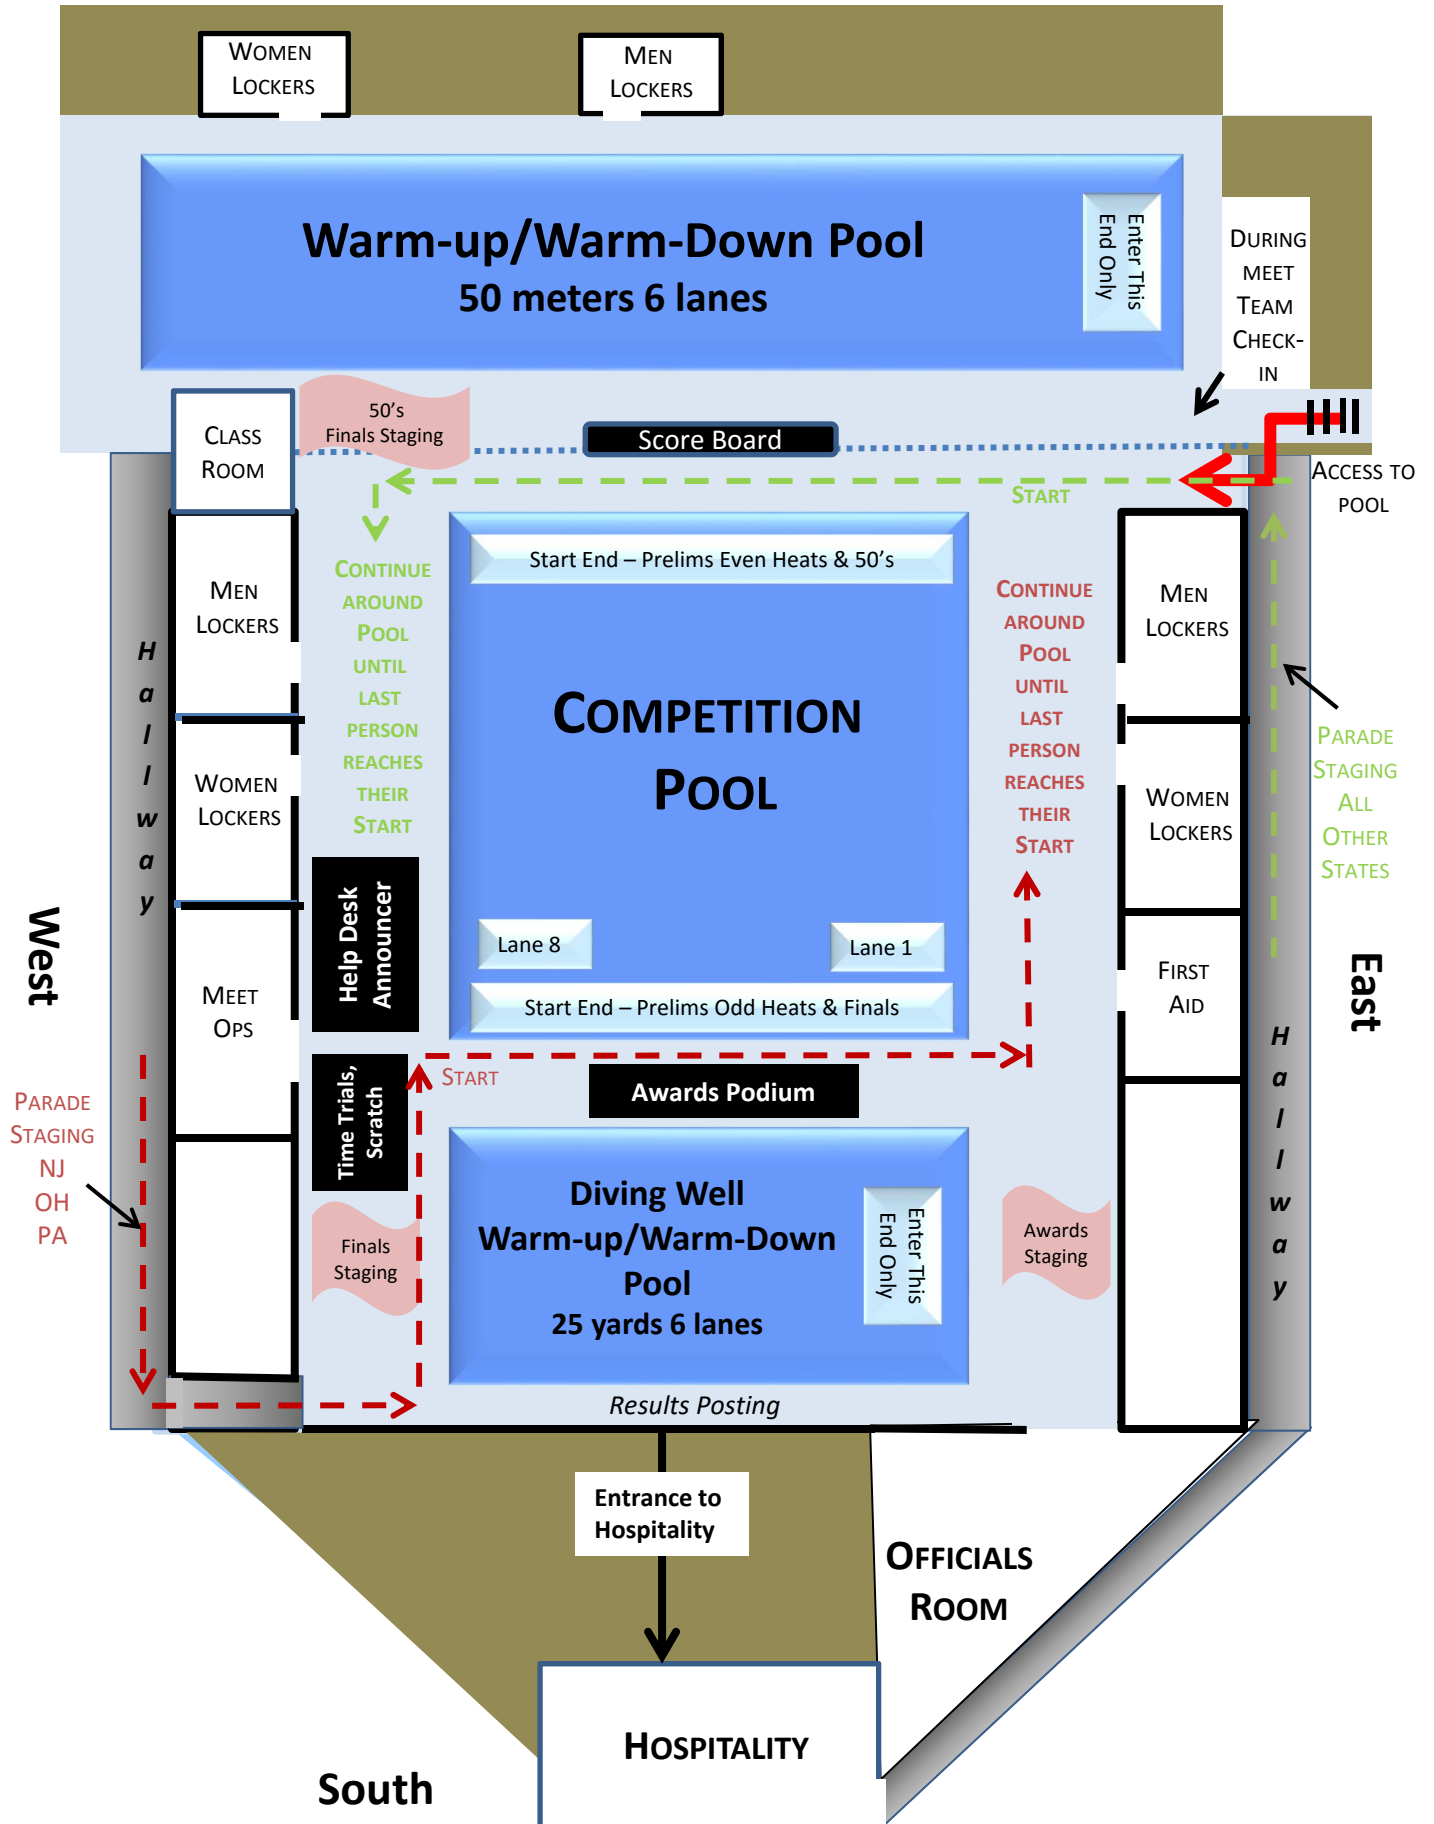 WOMEN
LOCKERS
MEN
LOCKERS
Warm-up/Warm-Down Pool
50 meters 6 lanes
Enter This
End Only
DURING
MEET
TEAM
CHECK-
IN
50's
Finals Staging
Score Board
CLASS
ROOM
ACCESS TO
POOL
START
Start End – Prelims Even Heats & 50's
CONTINUE
AROUND
POOL
UNTIL
LAST
PERSON
REACHES
THEIR
START
CONTINUE
AROUND
POOL
UNTIL
LAST
PERSON
REACHES
THEIR
START
MEN
LOCKERS
MEN
LOCKERS
Hallway
COMPETITION
POOL
PARADE
STAGING
ALL
OTHER
STATES
WOMEN
LOCKERS
WOMEN
LOCKERS
Help Desk
Announcer
West
East
Lane 8
Lane 1
FIRST
AID
MEET
OPS
Start End – Prelims Odd Heats & Finals
Hallway
START
Time Trials,
Scratch
Awards Podium
PARADE
STAGING
NJ
OH
PA
Diving Well
Warm-up/Warm-Down
Pool
25 yards 6 lanes
Enter This
End Only
Finals
Staging
Awards
Staging
Results Posting
Entrance to
Hospitality
OFFICIALS
ROOM
HOSPITALITY
South